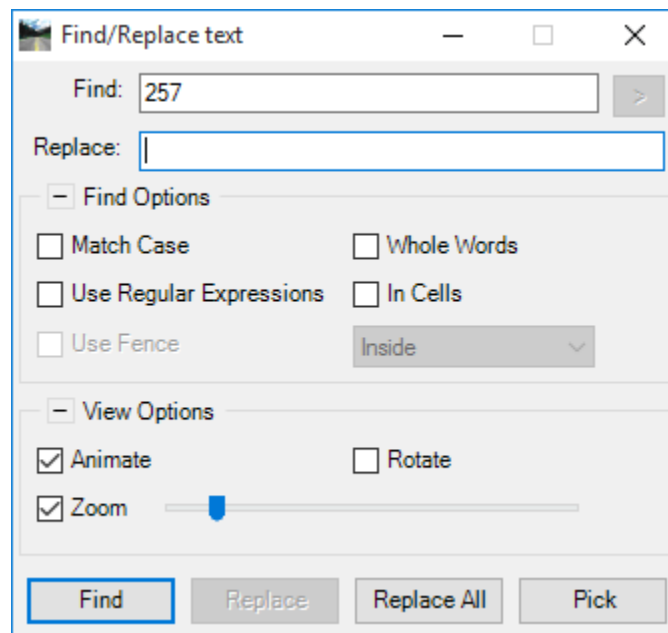 Find/Replace text
Find: 257 >
Replace:
Find Options
Match Case Whole Words
Use Regular Expressions In Cells
Use Fence Inside
View Options
Animate Rotate
Zoom
Find Replace Replace All Pick